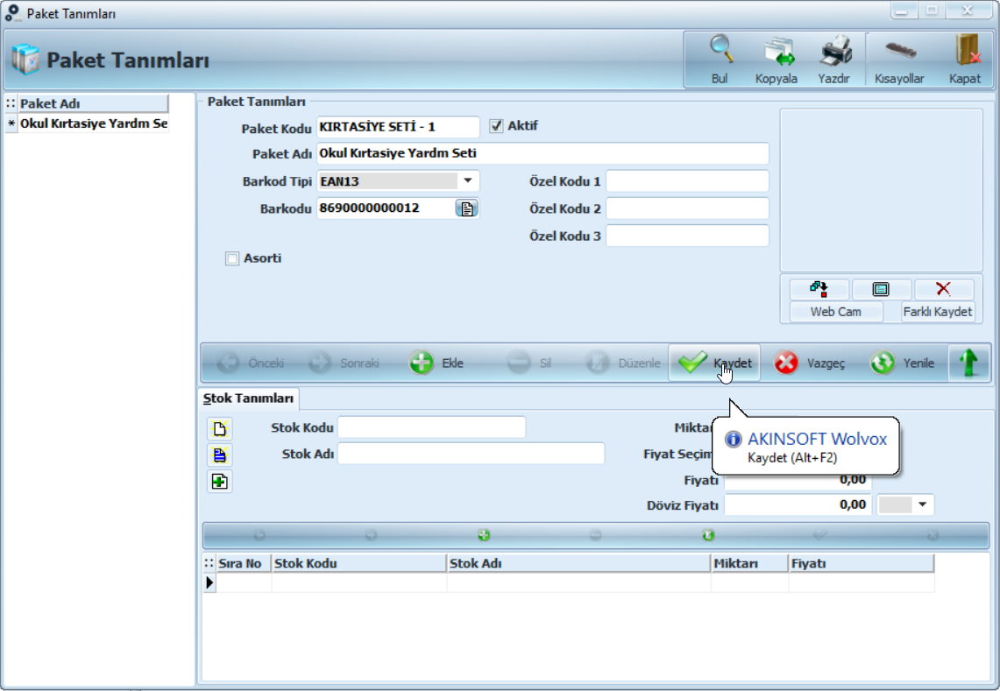 Paket Tanımları
Paket Tanımları
Bul
Kopyala
Yazdır
Kısayollar
Kapat
Paket Adı
* Okul Kırtasiye Yardm Se
Paket Tanımları
Paket Kodu KIRTASİYE SETİ - 1 Aktif
Paket Adı Okul Kırtasiye Yardm Seti
Barkod Tipi EAN13 Özel Kodu 1
Barkodu 8690000000012 Özel Kodu 2
Özel Kodu 3
Asorti
Web Cam Farklı Kaydet
Önceki Sonraki Ekle Sil Düzenle Kaydet Vazgeç Yenile
Stok Tanımları
Stok Kodu Miktar
Stok Adı Fiyat Seçim
AKINSOFT Wolvox
Kaydet (Alt+F2)
Fiyatı 0,00
Döviz Fiyatı 0,00
Sıra No Stok Kodu Stok Adı Miktarı Fiyatı